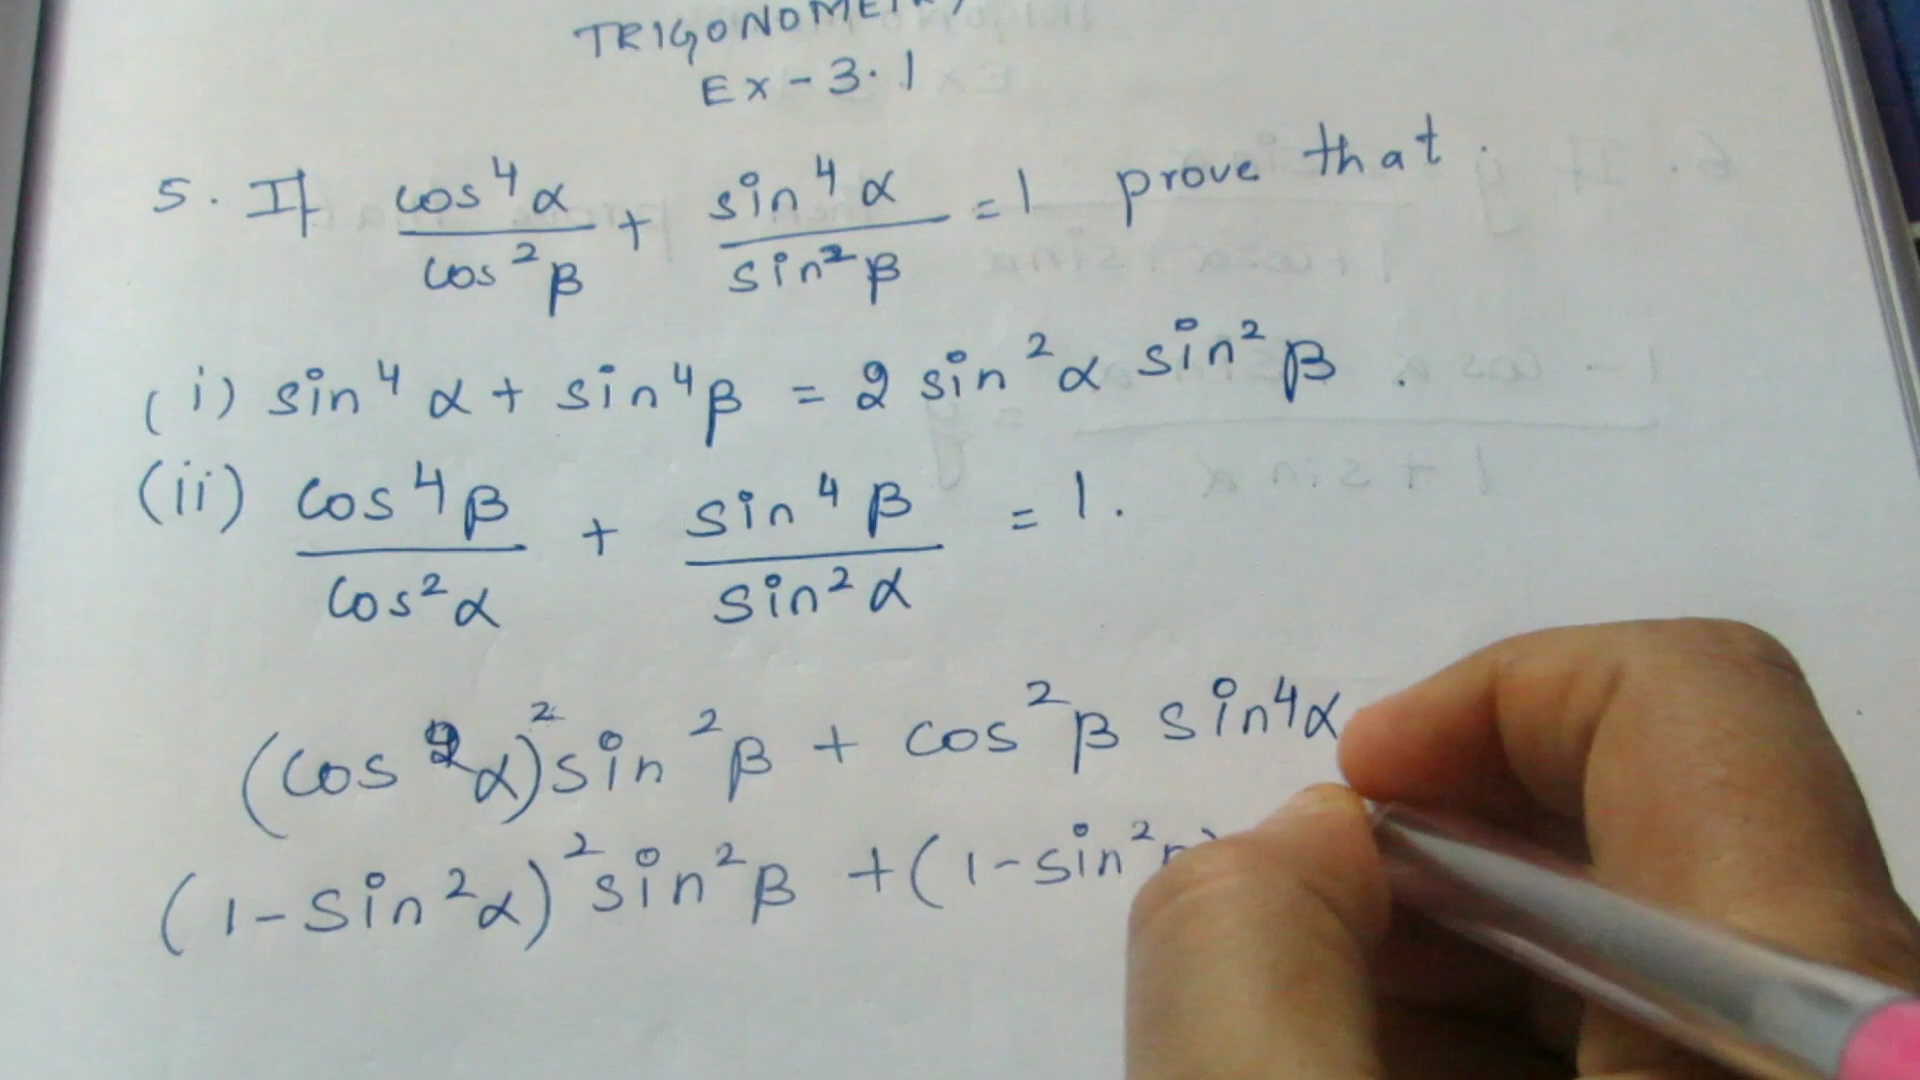 TRIGONOMETRY
Ex-3.1
5. If cos⁴α/cos²β + sin⁴α/sin²β = 1 prove that.
(i) sin⁴α + sin⁴β = 2 sin²α sin²β.
(ii) cos⁴β/cos²α + sin⁴β/sin²α = 1.
(cos²α)² sin²β + cos²β sin⁴α
(1-sin²α)² sin²β + (1-sin²